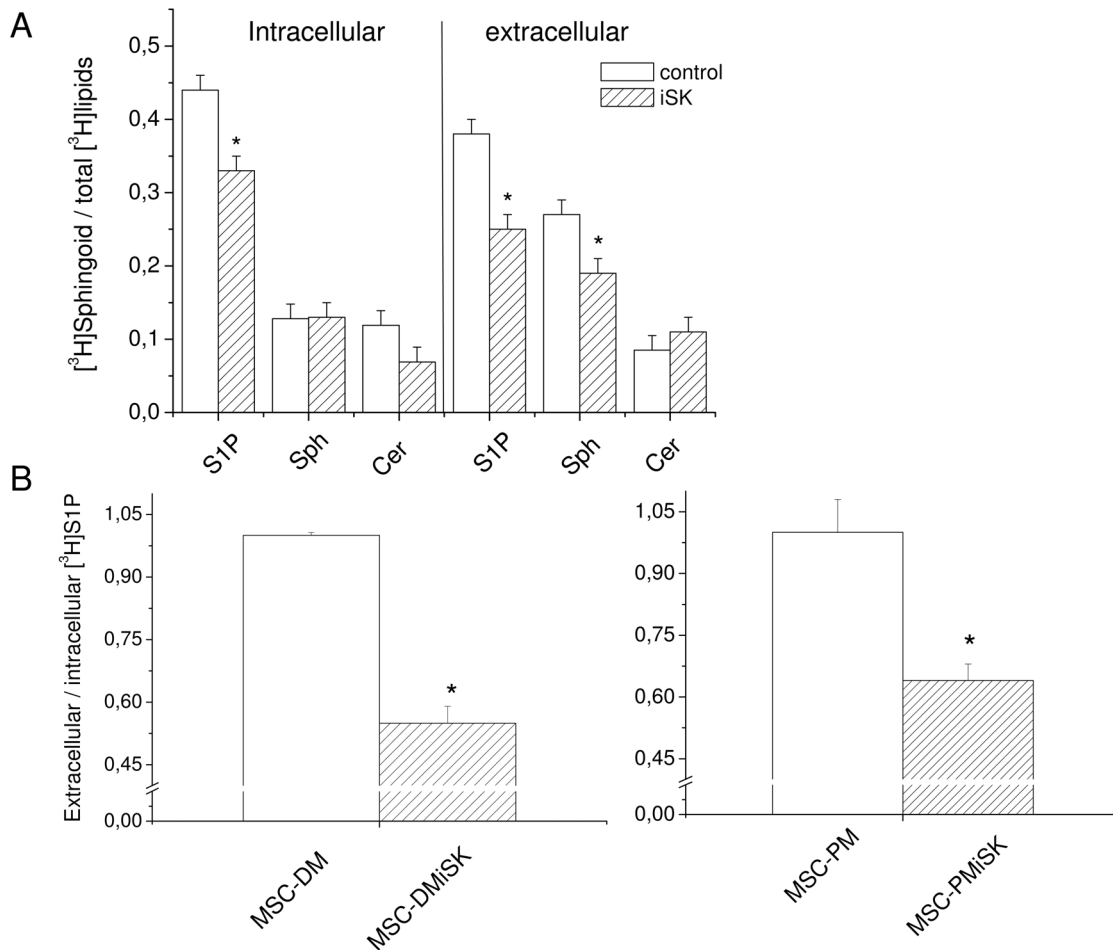 A
Intracellular
extracellular
control
iSK
[³H]Sphingoid / total [³H]lipids
0,5
0,4
0,3
0,2
0,1
0,0
*
*
*
S1P
Sph
Cer
S1P
Sph
Cer
B
Extracellular / intracellular [³H]S1P
1,05
0,90
0,75
0,60
0,45
0,00
*
MSC-DM
MSC-DMiSK
1,05
0,90
0,75
0,60
0,45
0,00
*
MSC-PM
MSC-PMiSK